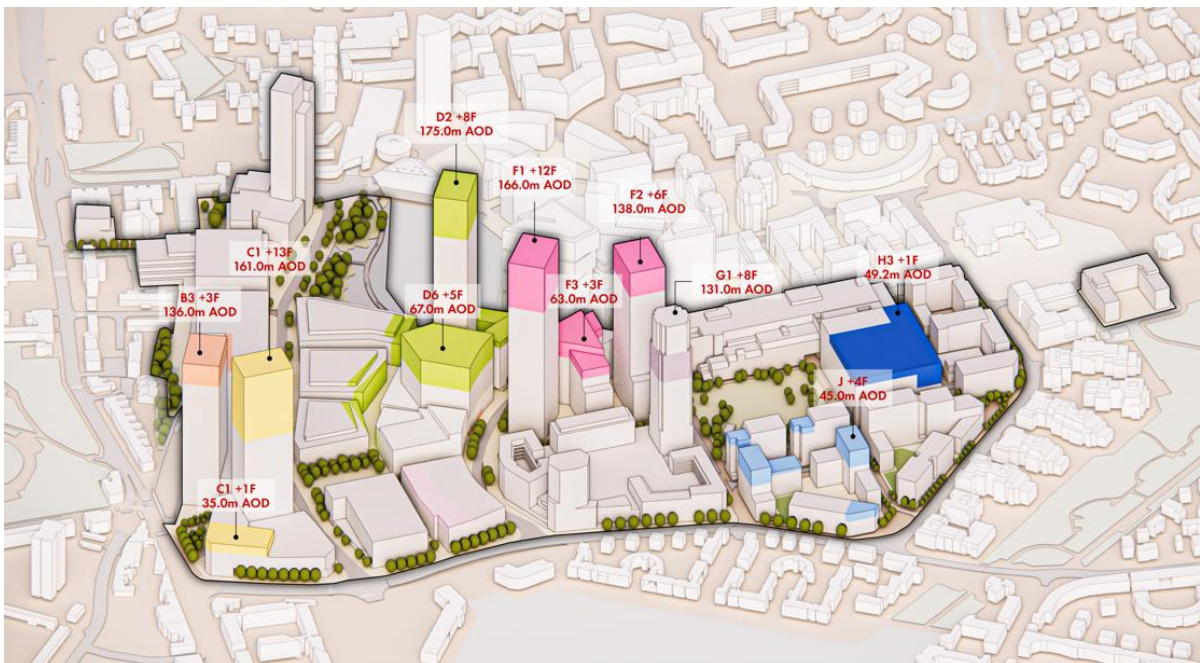 D2 +8F
175.0m AOD
F1 +12F
166.0m AOD
F2 +6F
138.0m AOD
C1 +13F
161.0m AOD
H3 +1F
49.2m AOD
G1 +8F
131.0m AOD
F3 +3F
63.0m AOD
B3 +3F
136.0m AOD
D6 +5F
67.0m AOD
J +4F
45.0m AOD
C1 +1F
35.0m AOD